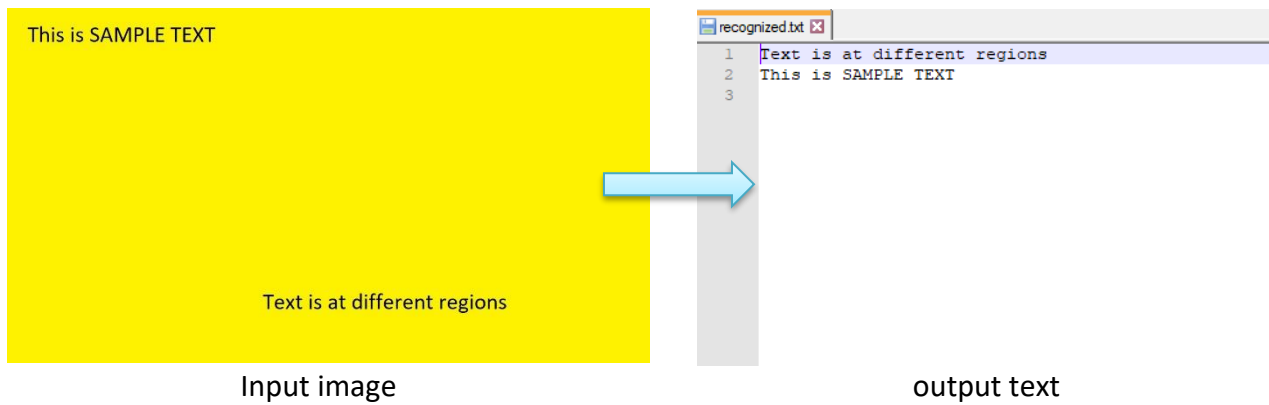 This is SAMPLE TEXT
Text is at different regions
Input image
recognized.txt
1 Text is at different regions
2 This is SAMPLE TEXT
3
output text